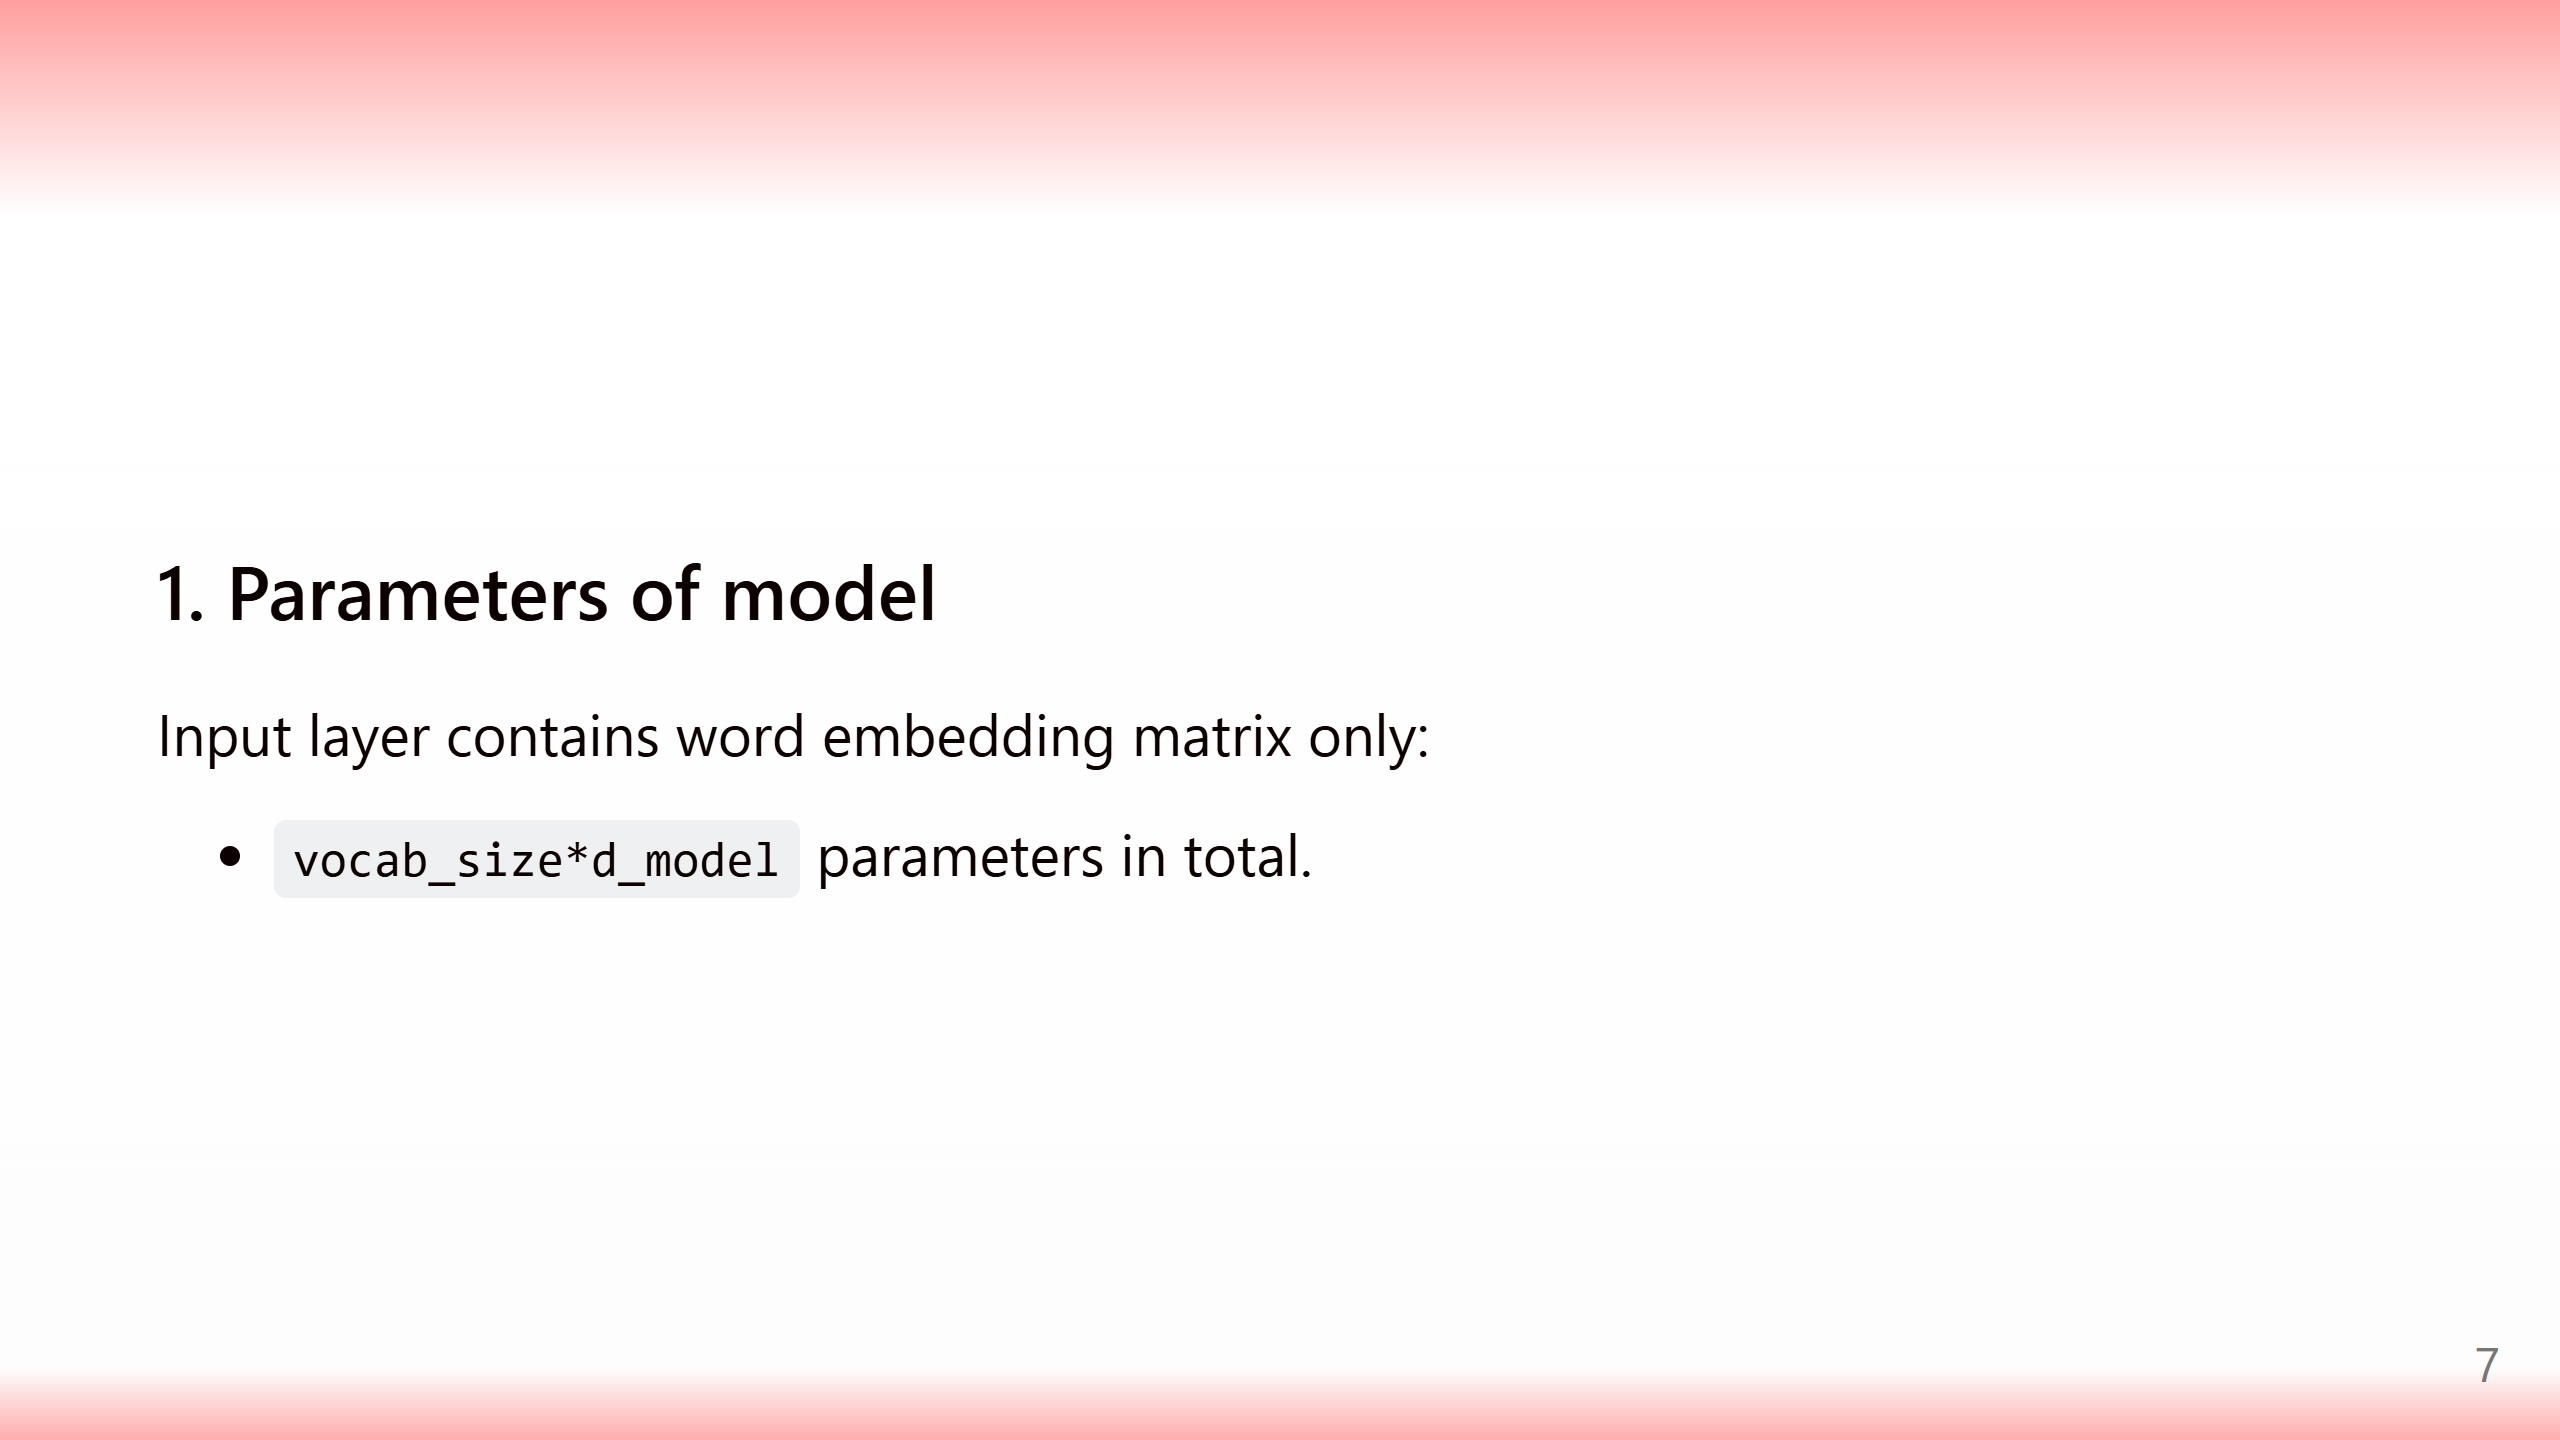 1. Parameters of model
Input layer contains word embedding matrix only:
• vocab_size*d_model parameters in total.
7